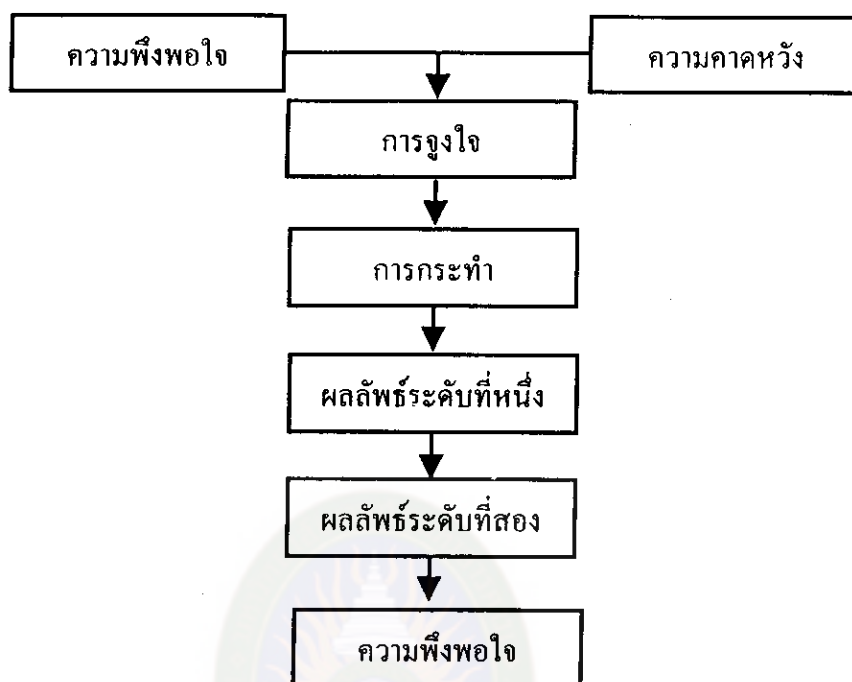 ความพึงพอใจ
ความคาดหวัง
การจูงใจ
การกระทำ
ผลลัพธ์ระดับที่หนึ่ง
ผลลัพธ์ระดับที่สอง
ความพึงพอใจ